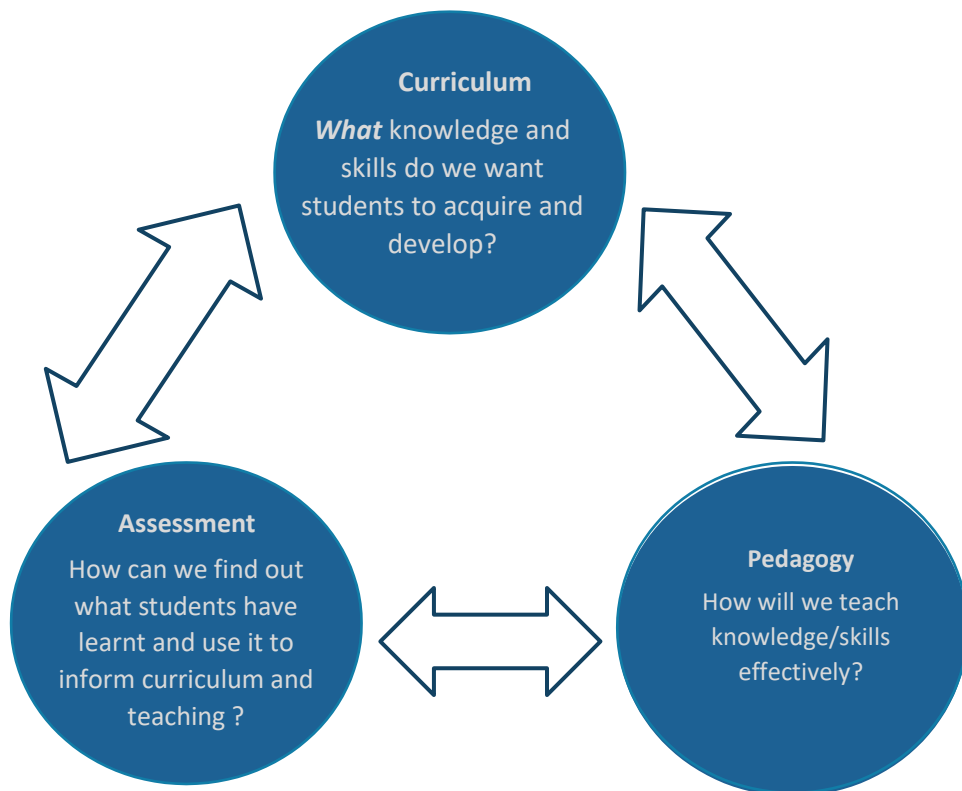 Curriculum
What knowledge and
skills do we want
students to acquire and
develop?
Assessment
How can we find out
what students have
learnt and use it to
inform curriculum and
teaching ?
Pedagogy
How will we teach
knowledge/skills
effectively?